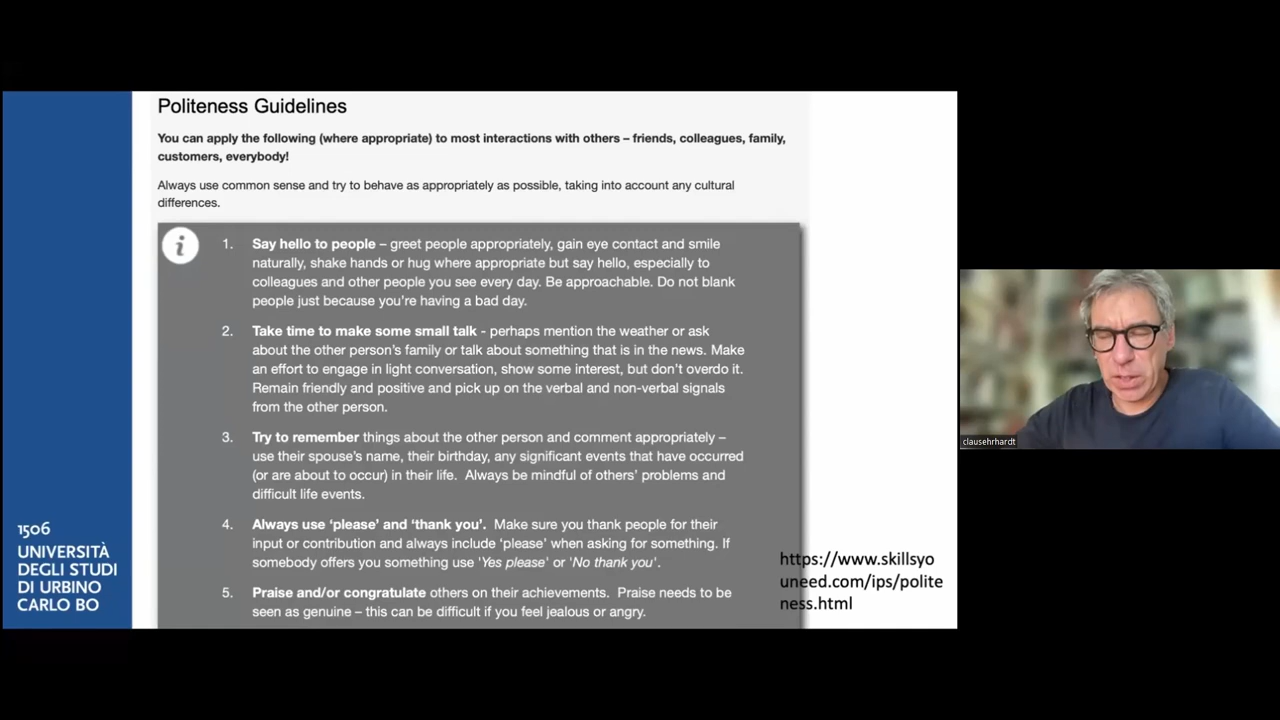 Politeness Guidelines
You can apply the following (where appropriate) to most interactions with others – friends, colleagues, family,
customers, everybody!
Always use common sense and try to behave as appropriately as possible, taking into account any cultural
differences.
i
1. Say hello to people – greet people appropriately, gain eye contact and smile
naturally, shake hands or hug where appropriate but say hello, especially to
colleagues and other people you see every day. Be approachable. Do not blank
people just because you're having a bad day.
2. Take time to make some small talk - perhaps mention the weather or ask
about the other person's family or talk about something that is in the news. Make
an effort to engage in light conversation, show some interest, but don't overdo it.
Remain friendly and positive and pick up on the verbal and non-verbal signals
from the other person.
3. Try to remember things about the other person and comment appropriately –
use their spouse's name, their birthday, any significant events that have occurred
(or are about to occur) in their life. Always be mindful of others' problems and
difficult life events.
4. Always use 'please' and 'thank you'. Make sure you thank people for their
input or contribution and always include 'please' when asking for something. If
somebody offers you something use 'Yes please' or 'No thank you'.
5. Praise and/or congratulate others on their achievements. Praise needs to be
seen as genuine – this can be difficult if you feel jealous or angry.
https://www.skillsyo
uneed.com/ips/polite
ness.html
1506
UNIVERSITÀ
DEGLI STUDI
DI URBINO
CARLO BO
clausehrhardt